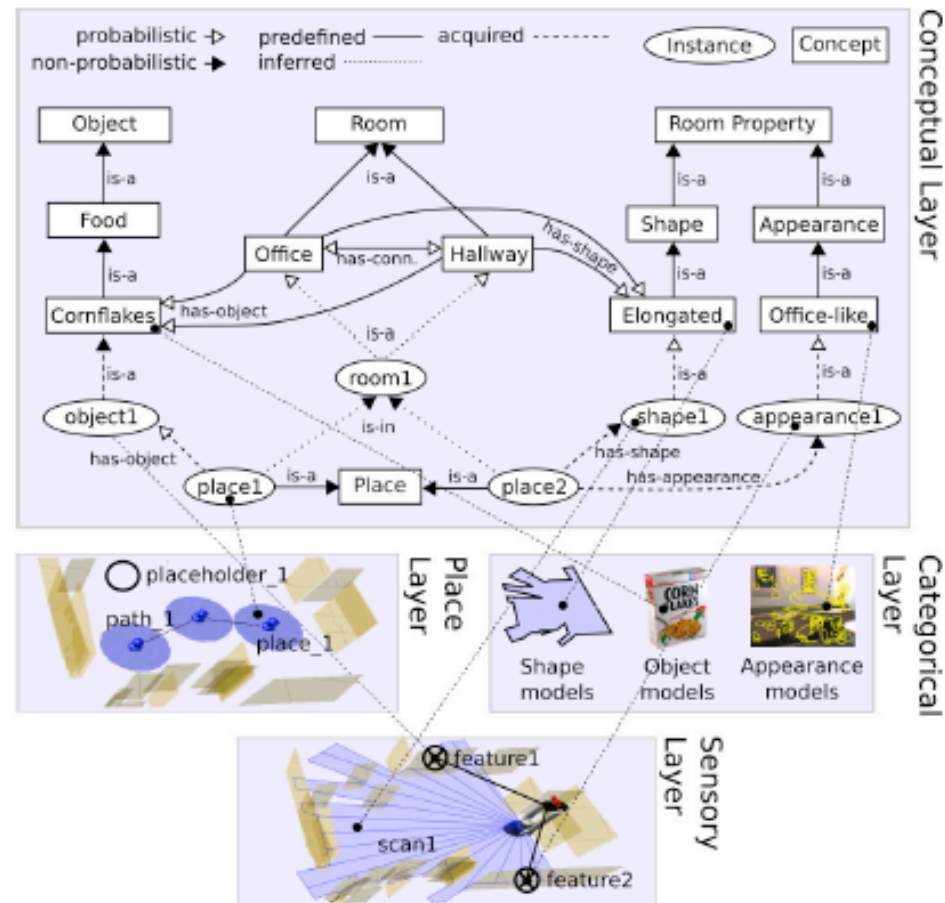 probabilistic
predefined
acquired
non-probabilistic
inferred
Instance
Concept
Conceptual Layer
Object
Room
Room Property
is-a
is-a
is-a
is-a
Food
Shape
Appearance
Office
has-conn.
Hallway
has-shape
is-a
is-a
is-a
Cornflakes
has-object
Elongated
Office-like
is-a
is-a
is-a
is-a
room1
object1
is-in
shape1
appearance1
has-object
has-shape
has-appearance
place1
is-a
Place
is-a
place2
placeholder_1
path_1
place_1
Place
Layer
CORN
LAKES
Shape
models
Object
models
Appearance
models
Categorical
Layer
feature1
scan1
feature2
Sensory
Layer